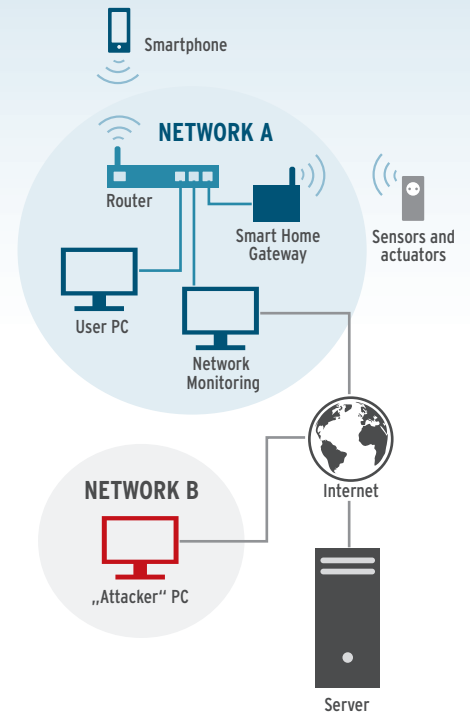 Smartphone
NETWORK A
Router
Smart Home
Gateway
Sensors and
actuators
User PC
Network
Monitoring
Internet
NETWORK B
„Attacker“ PC
Server